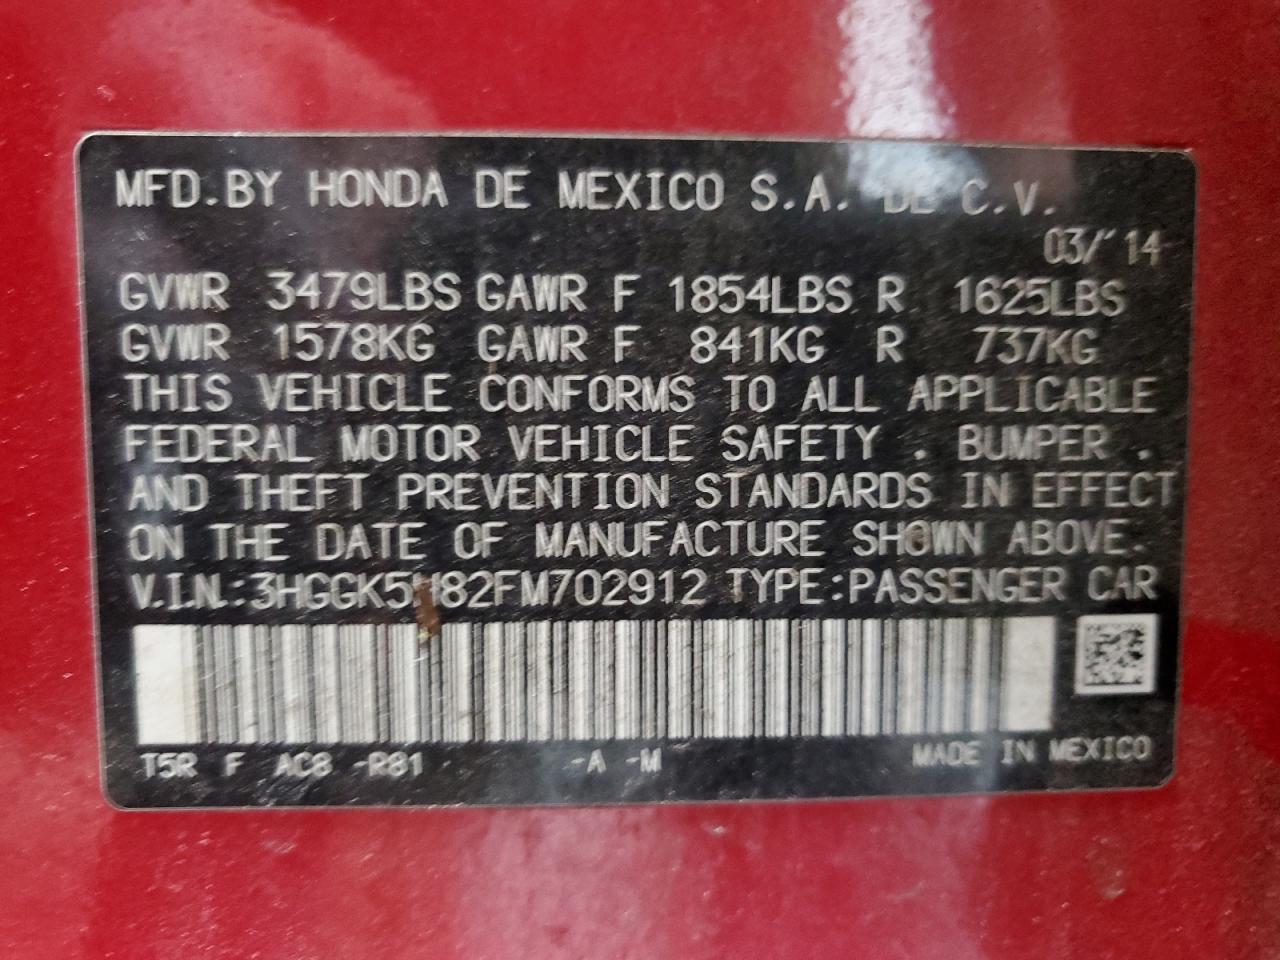 MFD.BY HONDA DE MEXICO S.A. DE C.V.
03/"14
GVWR 3479LBS GAWR F 1854LBS R 1625LBS
GVWR 1578KG GAWR F 841KG R 737KG
THIS VEHICLE CONFORMS TO ALL APPLICABLE
FEDERAL MOTOR VEHICLE SAFETY . BUMPER .
AND THEFT PREVENTION STANDARDS IN EFFECT
ON THE DATE OF MANUFACTURE SHOWN ABOVE.
V.I.N.:3HGGK5H82FM702912 TYPE:PASSENGER CAR
T5R F AC8 -R81 -A -M MADE IN MEXICO